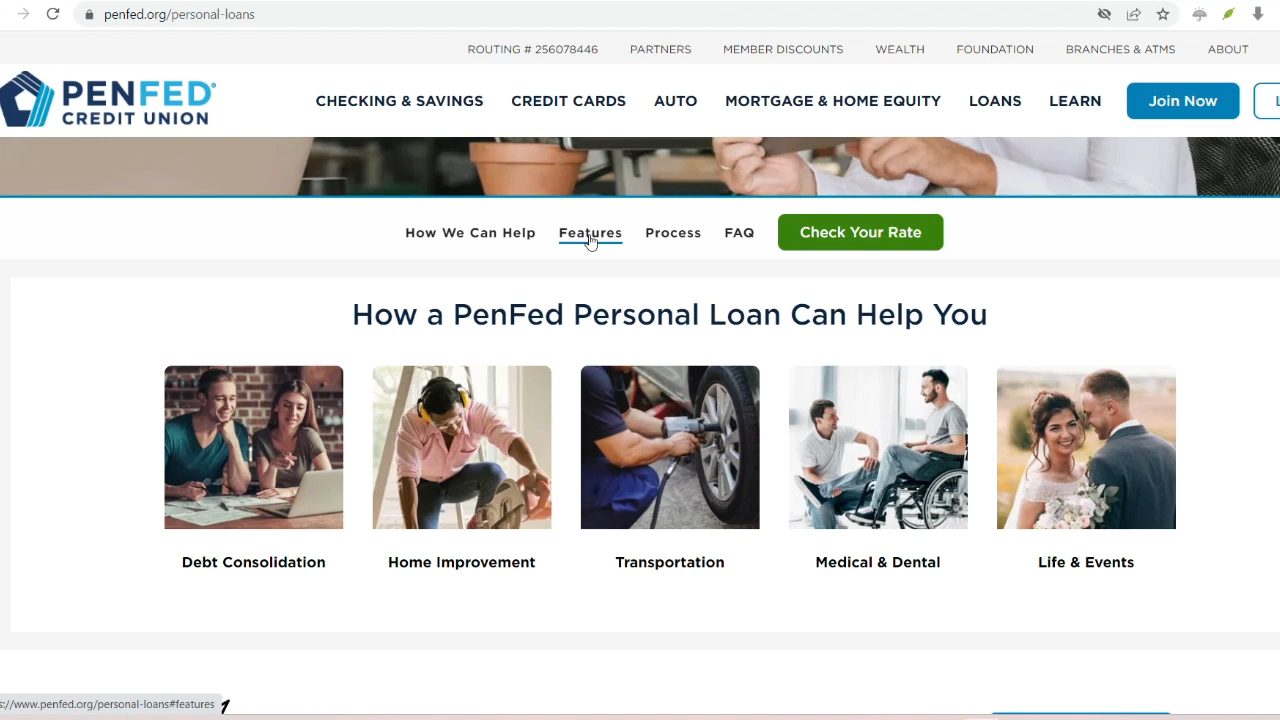 penfed.org/personal-loans
ROUTING # 256078446 PARTNERS MEMBER DISCOUNTS WEALTH FOUNDATION BRANCHES & ATMS ABOUT
PENFED®
CREDIT UNION
CHECKING & SAVINGS CREDIT CARDS AUTO MORTGAGE & HOME EQUITY LOANS LEARN Join Now L
How We Can Help Features Process FAQ Check Your Rate
How a PenFed Personal Loan Can Help You
Debt Consolidation Home Improvement Transportation Medical & Dental Life & Events
s://www.penfed.org/personal-loans#features